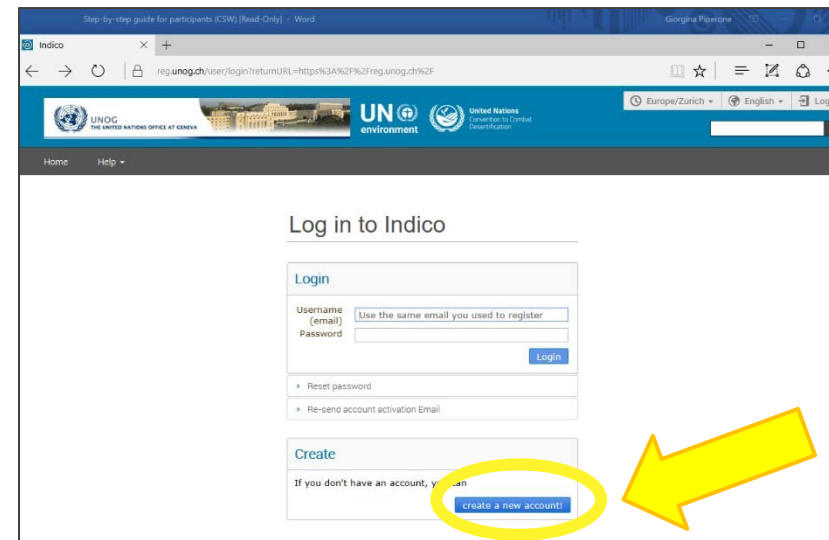 Step-by-step guide for participants (CSW) [Read-Only] - Word Giorgina Piperone
Indico
reg.unog.ch/user/login?returnURL=https%3A%2F%2Freg.unog.ch%2F
Europe/Zurich English
UNOG
THE UNITED NATIONS OFFICE AT GENEVA
UN
environment
United Nations
Convention to Combat
Desertification
Home Help
Log in to Indico
Login
Username
(email)
Use the same email you used to register
Password
Login
Reset password
Re-send account activation Email
Create
If you don't have an account,
create a new account!